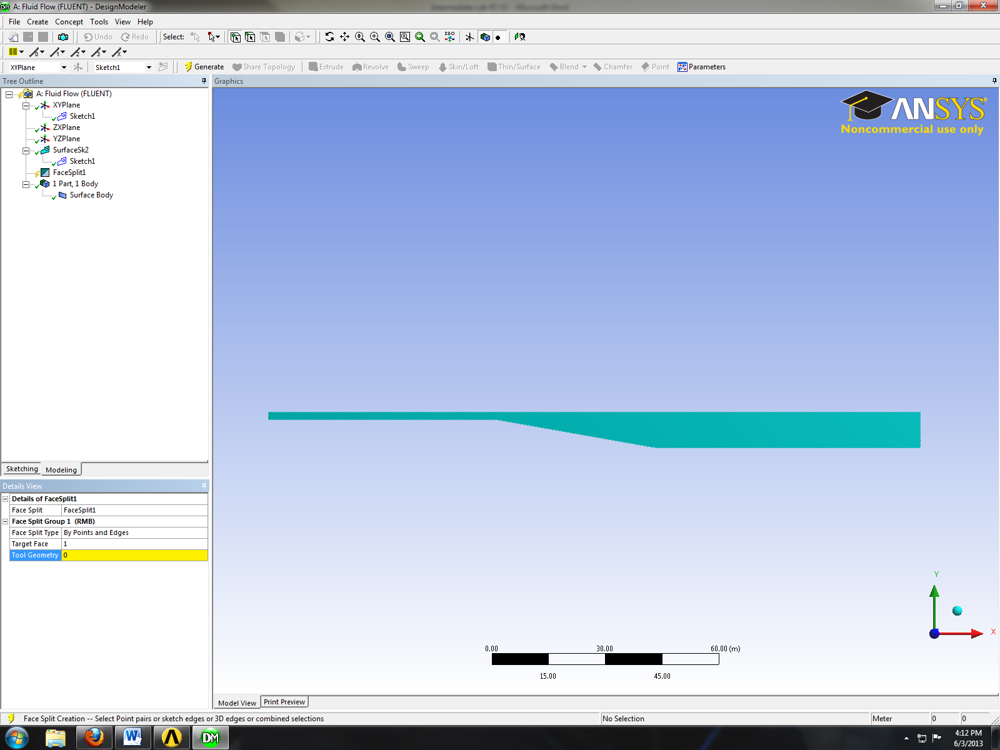 A: Fluid Flow (FLUENT) - DesignModeler
File Create Concept Tools View Help
Undo Redo Select: ISO
XYPlane Sketch1 Generate Share Topology Extrude Revolve Sweep Skin/Loft Thin/Surface Blend Chamfer Point Parameters
Tree Outline
Graphics
A: Fluid Flow (FLUENT)
XYPlane
Sketch1
ZXPlane
YZPlane
SurfaceSk2
Sketch1
FaceSplit1
1 Part, 1 Body
Surface Body
Sketching Modeling
Details View
Details of FaceSplit1
Face Split FaceSplit1
Face Split Group 1 (RMB)
Face Split Type By Points and Edges
Target Face 1
Tool Geometry 0
ANSYS
Noncommercial use only
Y
X
0.00 30.00 60.00 (m)
15.00 45.00
Model View Print Preview
Face Split Creation -- Select Point pairs or sketch edges or 3D edges or combined selections
No Selection
Meter 0 0
DM
4:12 PM
6/3/2013